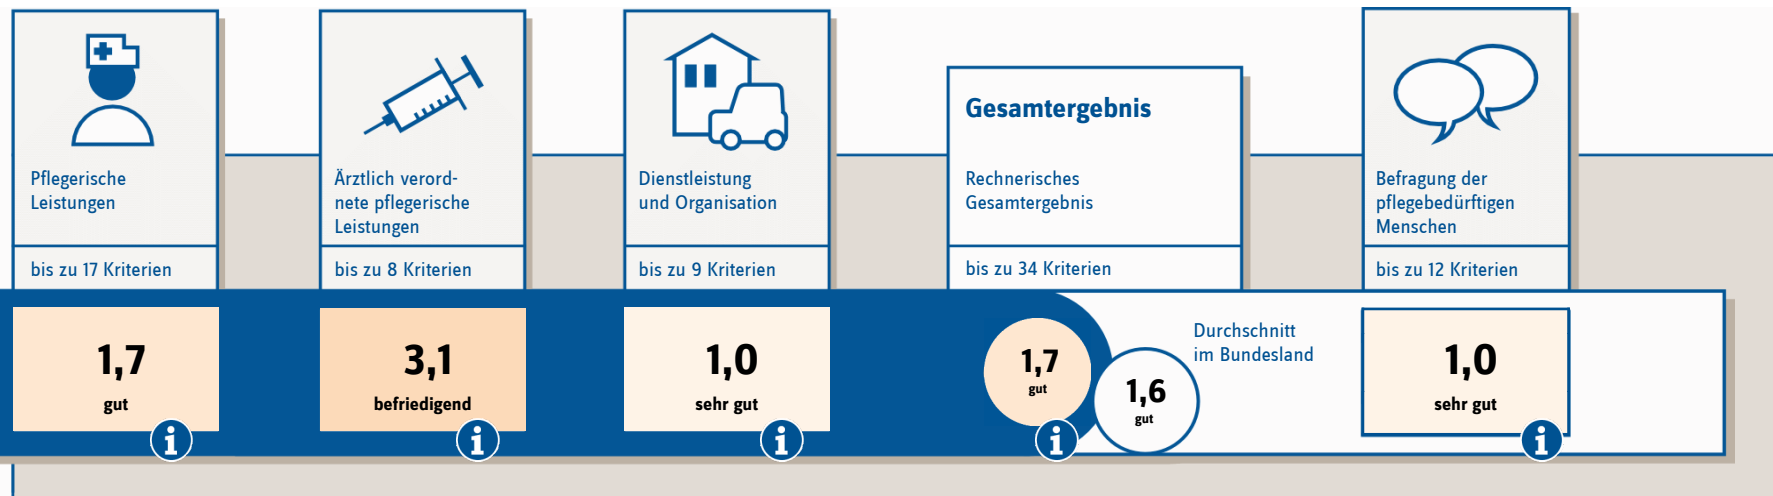 Pflegerische
Leistungen
bis zu 17 Kriterien
1,7
gut
Ärztlich verord-
nete pflegerische
Leistungen
bis zu 8 Kriterien
3,1
befriedigend
Dienstleistung
und Organisation
bis zu 9 Kriterien
1,0
sehr gut
Gesamtergebnis
Rechnerisches
Gesamtergebnis
bis zu 34 Kriterien
1,7
gut
1,6
gut
Durchschnitt
im Bundesland
Befragung der
pflegebedürftigen
Menschen
bis zu 12 Kriterien
1,0
sehr gut